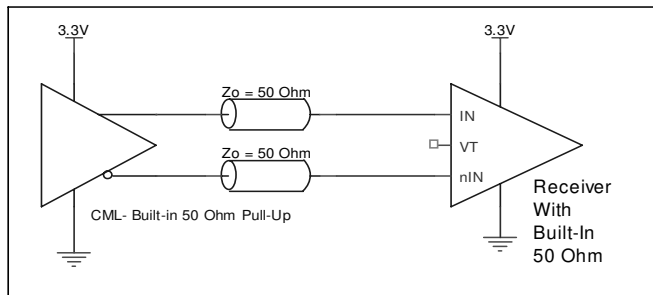 3.3V
3.3V
Zo = 50 Ohm
IN
VT
Zo = 50 Ohm
nIN
CML- Built-in 50 Ohm Pull-Up
Receiver
With
Built-In
50 Ohm